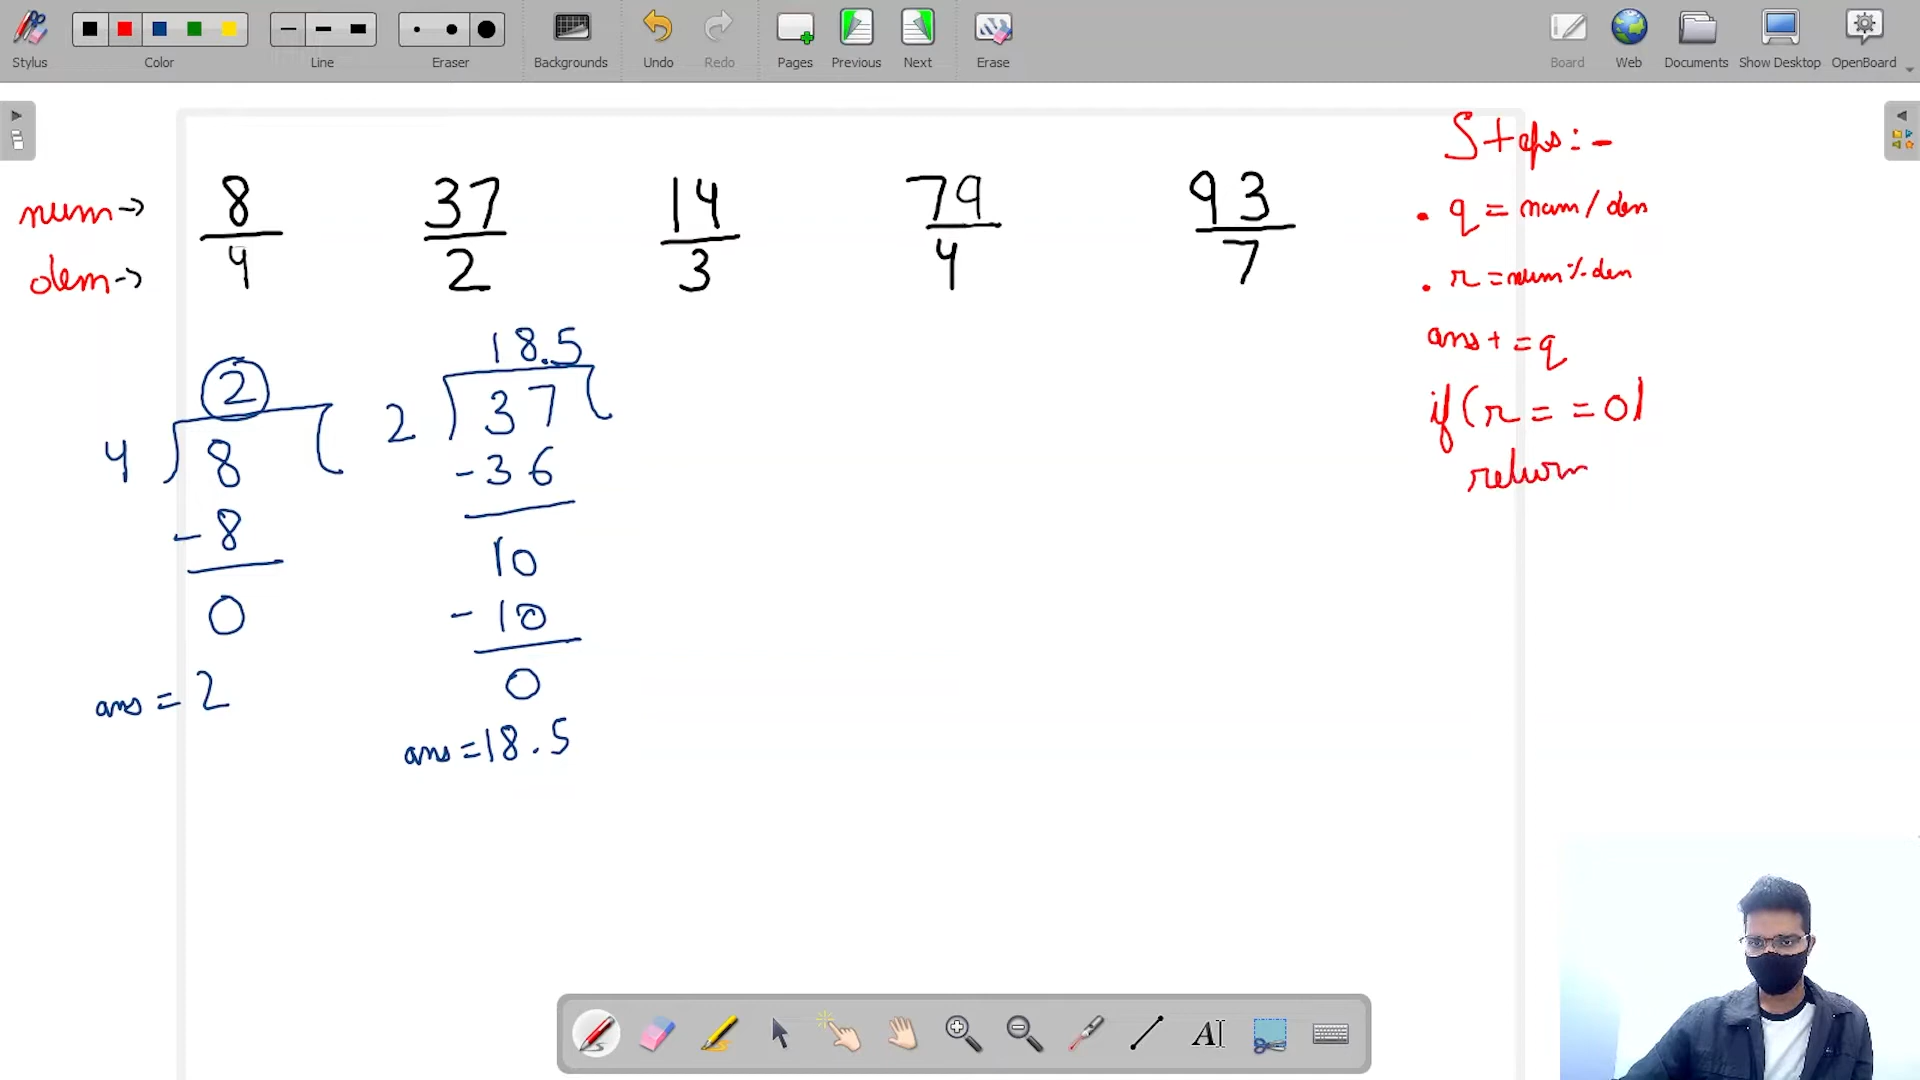 Stylus
Color
Line
Eraser
Backgrounds
Undo
Redo
Pages
Previous
Next
Erase
Board
Web
Documents
Show Desktop
OpenBoard
num→
dem→
8
4
37
2
14
3
79
4
93
7
2
4 8
-8
0
ans = 2
18.5
2 37
-36
10
-10
0
ans=18.5
Steps:-
• q = num/den
• r = num%den
ans+=q
if(r==0)
return
AI